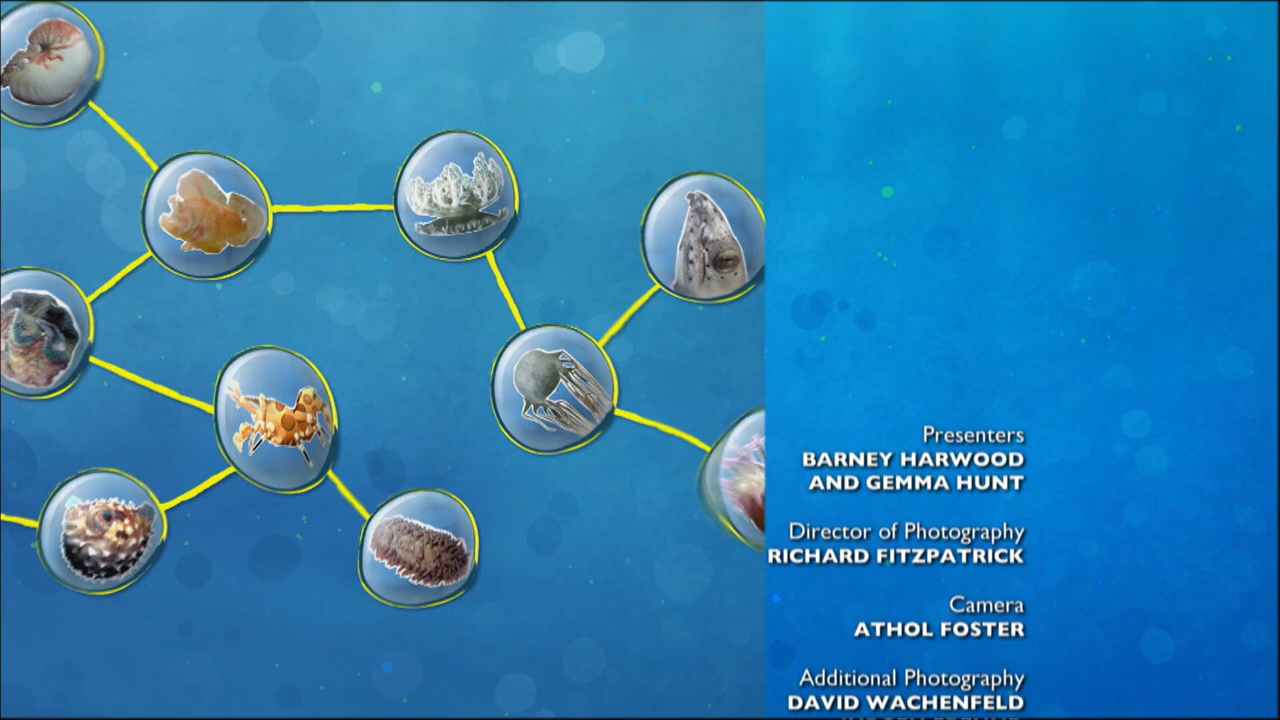 Presenters
BARNEY HARWOOD
AND GEMMA HUNT
Director of Photography
RICHARD FITZPATRICK
Camera
ATHOL FOSTER
Additional Photography
DAVID WACHENFELD